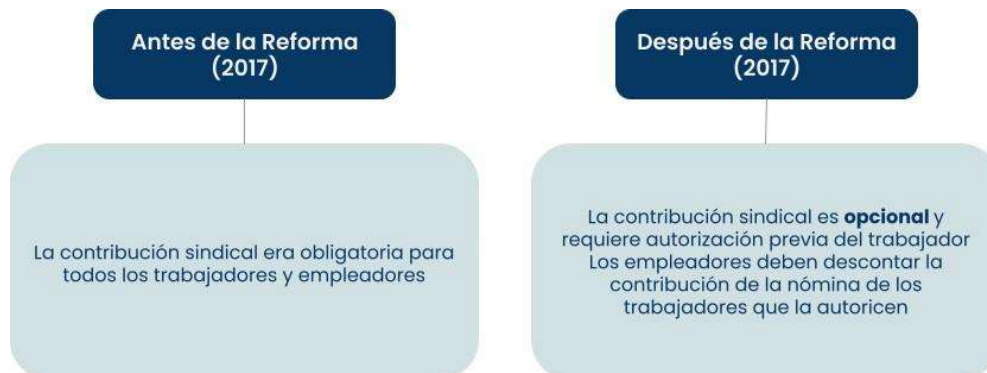 Antes de la Reforma
(2017)
La contribución sindical era obligatoria para
todos los trabajadores y empleadores
Después de la Reforma
(2017)
La contribución sindical es opcional y
requiere autorización previa del trabajador
Los empleadores deben descontar la
contribución de la nómina de los
trabajadores que la autoricen